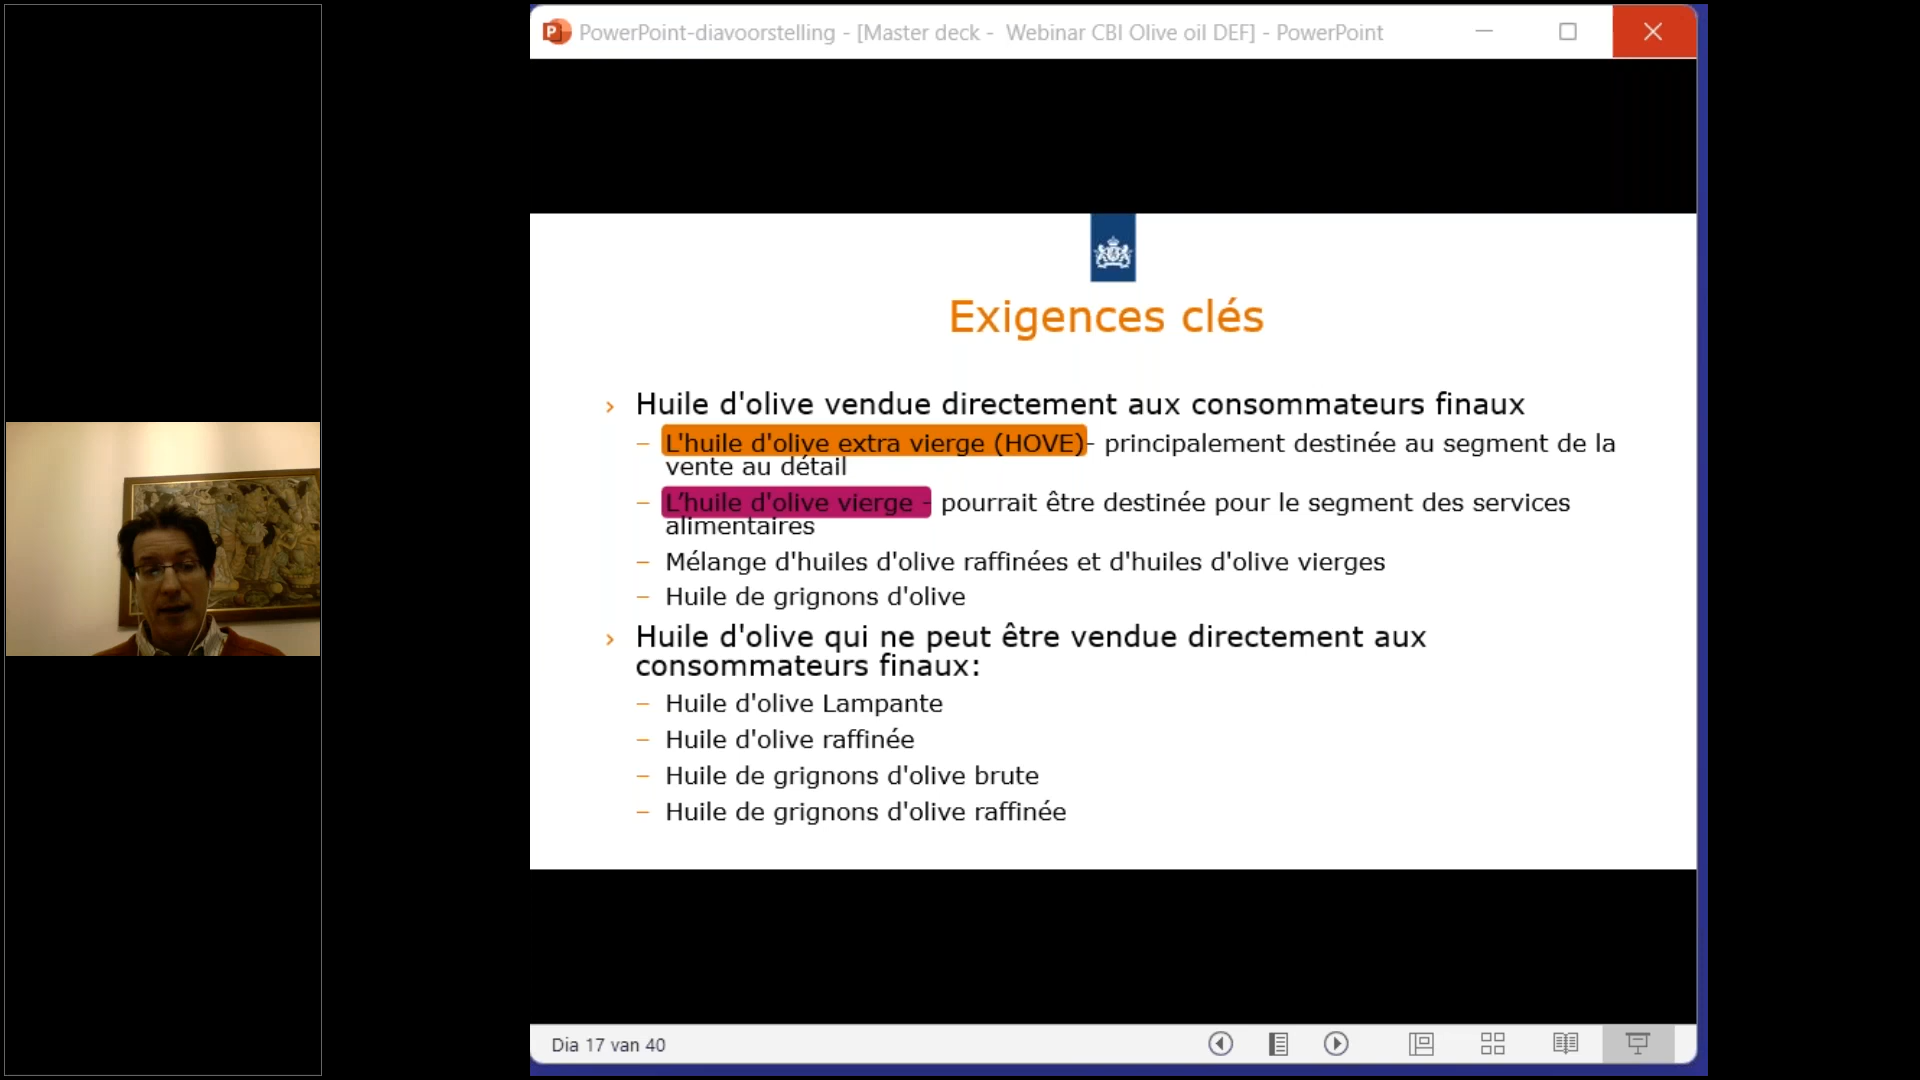 PowerPoint-diavoorstelling - [Master deck - Webinar CBI Olive oil DEF] - PowerPoint
Exigences clés
› Huile d'olive vendue directement aux consommateurs finaux
– L'huile d'olive extra vierge (HOVE)- principalement destinée au segment de la
vente au détail
– L’huile d'olive vierge - pourrait être destinée pour le segment des services
alimentaires
– Mélange d'huiles d'olive raffinées et d'huiles d'olive vierges
– Huile de grignons d'olive
› Huile d'olive qui ne peut être vendue directement aux
consommateurs finaux:
– Huile d'olive Lampante
– Huile d'olive raffinée
– Huile de grignons d'olive brute
– Huile de grignons d'olive raffinée
Dia 17 van 40